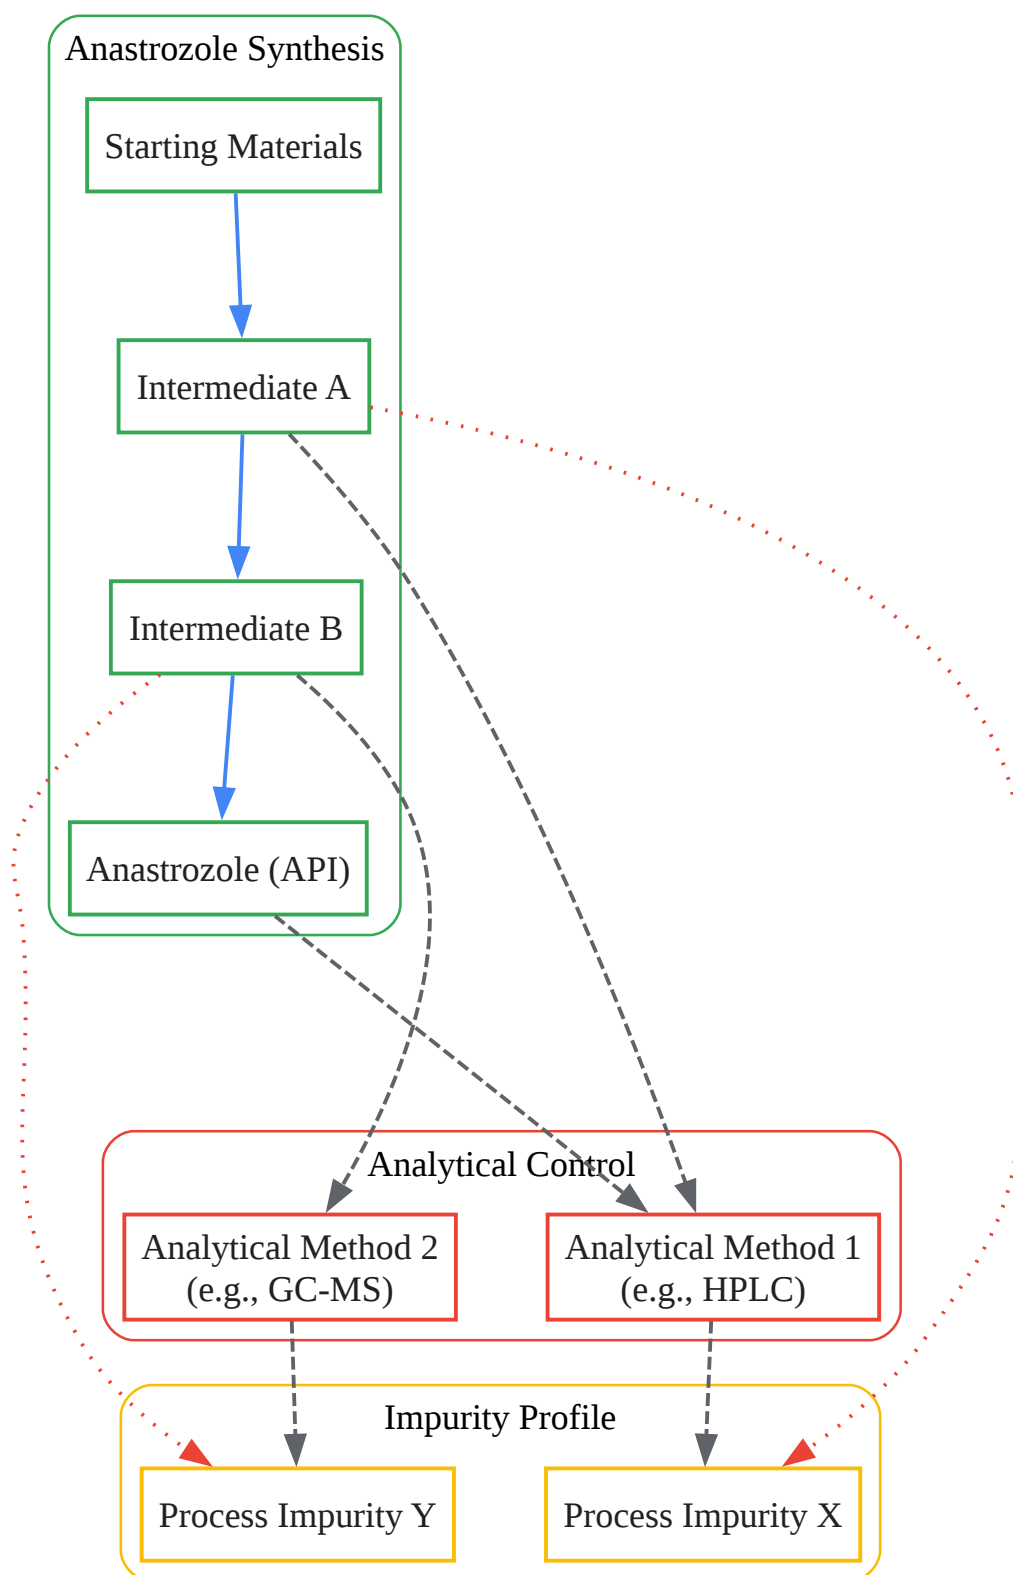 Anastrozole Synthesis
Starting Materials
Intermediate A
Intermediate B
Anastrozole (API)
Analytical Control
Analytical Method 2
(e.g., GC-MS)
Analytical Method 1
(e.g., HPLC)
Impurity Profile
Process Impurity Y
Process Impurity X